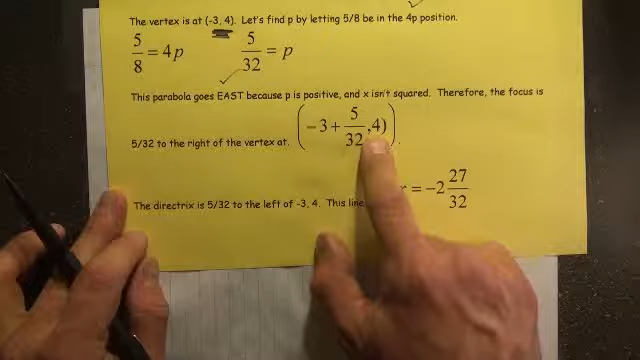 The vertex is at (-3, 4). Let's find p by letting 5/8 be in the 4p position.
5/8 = 4p    5/32 = p
This parabola goes EAST because p is positive, and x isn't squared. Therefore, the focus is
5/32 to the right of the vertex at. (-3 + 5/32, 4)).
The directrix is 5/32 to the left of -3, 4. This line = -2 27/32